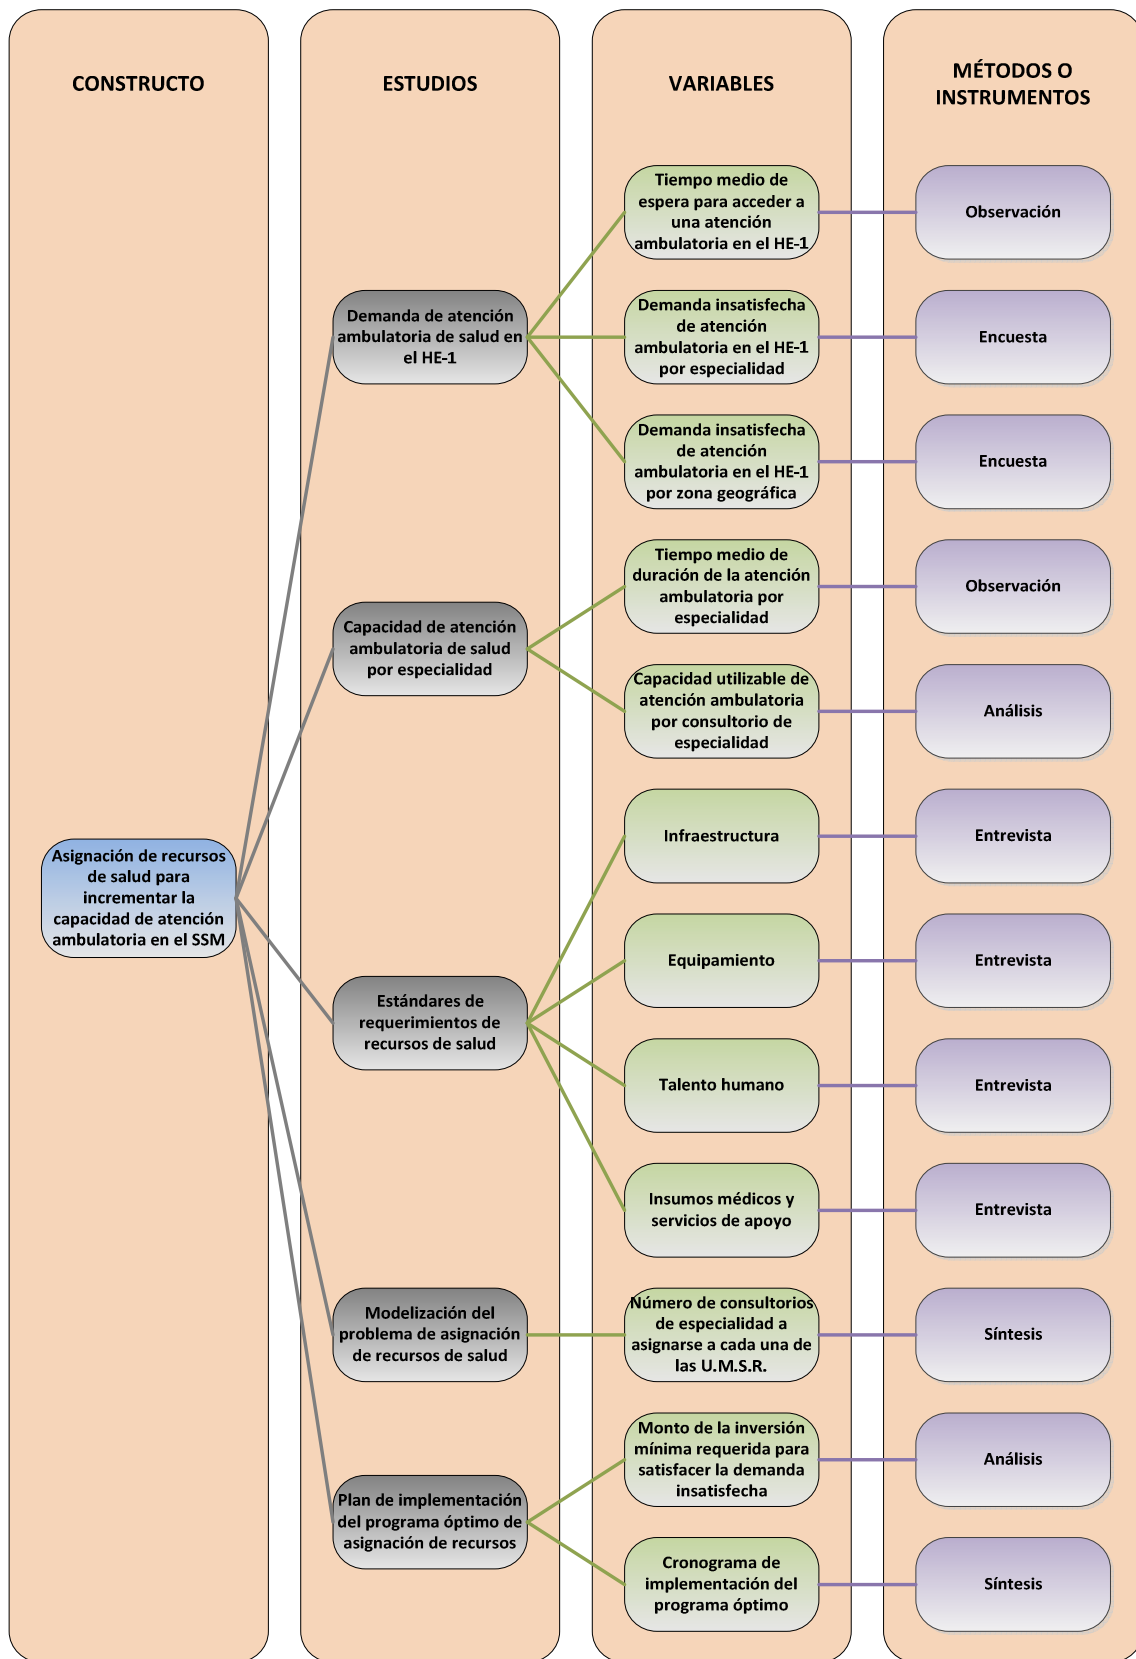 CONSTRUCTO
ESTUDIOS
VARIABLES
MÉTODOS O
INSTRUMENTOS
Asignación de recursos
de salud para
incrementar la
capacidad de atención
ambulatoria en el SSM
Demanda de atención
ambulatoria de salud en
el HE-1
Tiempo medio de
espera para acceder a
una atención
ambulatoria en el HE-1
Observación
Demanda insatisfecha
de atención
ambulatoria en el HE-1
por especialidad
Encuesta
Demanda insatisfecha
de atención
ambulatoria en el HE-1
por zona geográfica
Encuesta
Capacidad de atención
ambulatoria de salud
por especialidad
Tiempo medio de
duración de la atención
ambulatoria por
especialidad
Observación
Capacidad utilizable de
atención ambulatoria
por consultorio de
especialidad
Análisis
Estándares de
requerimientos de
recursos de salud
Infraestructura
Entrevista
Equipamiento
Entrevista
Talento humano
Entrevista
Insumos médicos y
servicios de apoyo
Entrevista
Modelización del
problema de asignación
de recursos de salud
Número de consultorios
de especialidad a
asignarse a cada una de
las U.M.S.R.
Síntesis
Plan de implementación
del programa óptimo de
asignación de recursos
Monto de la inversión
mínima requerida para
satisfacer la demanda
insatisfecha
Análisis
Cronograma de
implementación del
programa óptimo
Síntesis